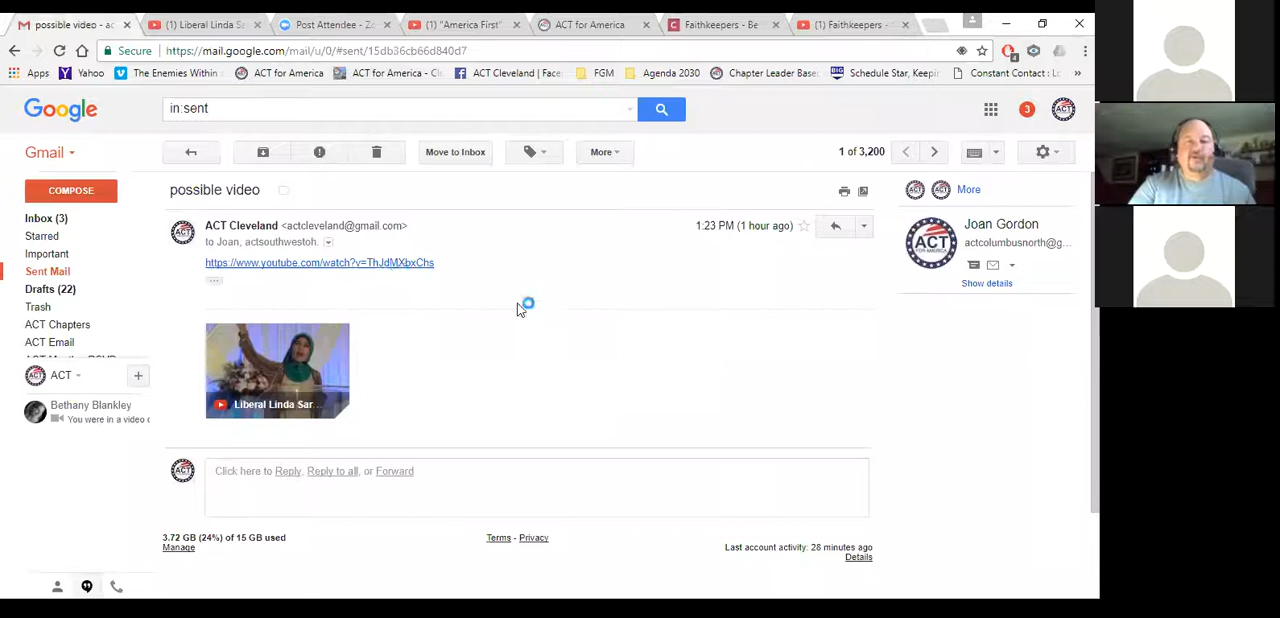 possible video - ac
(1) Liberal Linda Sa
Post Attendee - Zo
(1) "America First"
ACT for America
Faithkeepers - Be
(1) Faithkeepers -
Secure https://mail.google.com/mail/u/0/#sent/15db36cb66d840d7
Apps Yahoo The Enemies Within ACT for America ACT for America - Cl ACT Cleveland | Face FGM Agenda 2030 Chapter Leader Base Schedule Star, Keepin Constant Contact : Lo »
Google in:sent 3 ACT
Gmail Move to Inbox More 1 of 3,200
COMPOSE possible video More
Inbox (3) ACT Cleveland <actcleveland@gmail.com> 1:23 PM (1 hour ago) Joan Gordon
Starred to Joan, actsouthwestoh. actcolumbusnorth@g...
Important https://www.youtube.com/watch?v=ThJdMXbxChs
Sent Mail ... Show details
Drafts (22)
Trash
ACT Chapters
ACT Email
ACT +
Liberal Linda Sar...
Bethany Blankley
You were in a video c
Click here to Reply, Reply to all, or Forward
3.72 GB (24%) of 15 GB used Terms - Privacy
Manage Last account activity: 28 minutes ago
Details